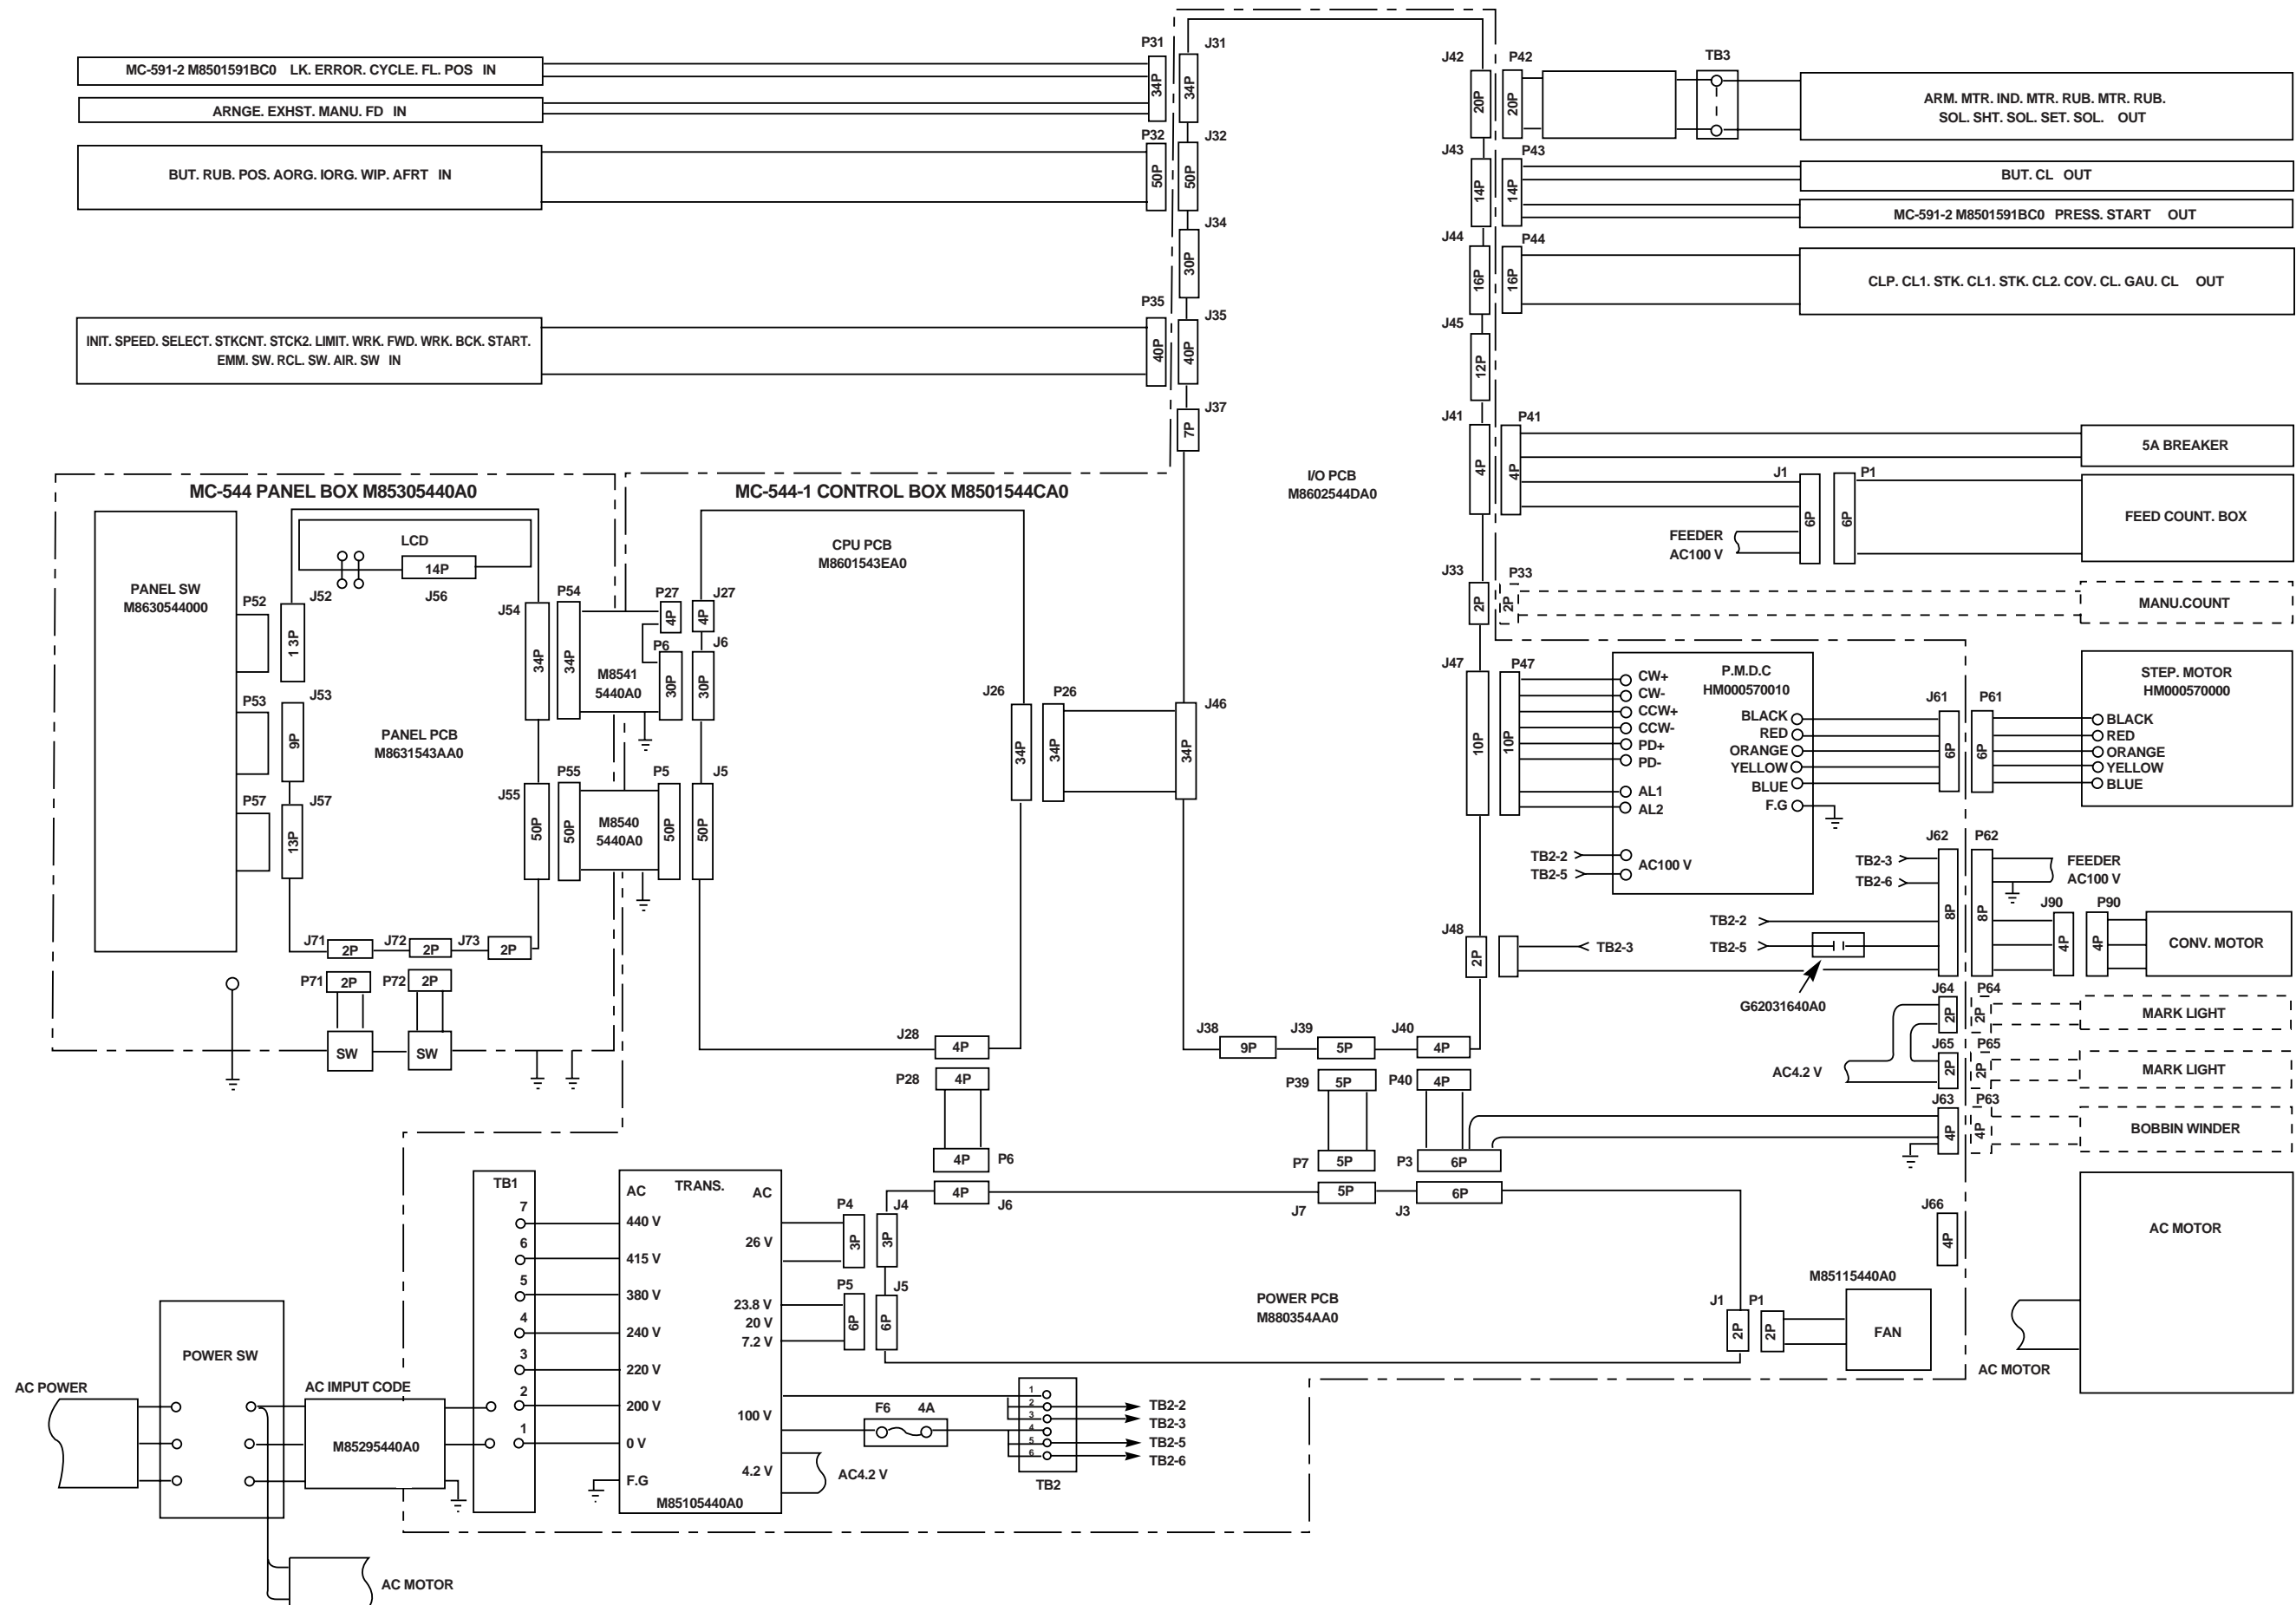 P31
J31
MC-591-2 M8501591BC0 LK. ERROR. CYCLE. FL. POS IN
34P
34P
ARNGE. EXHST. MANU. FD IN
P32
J32
BUT. RUB. POS. AORG. IORG. WIP. AFRT IN
50P
50P
J34
30P
P35
J35
INIT. SPEED. SELECT. STKCNT. STCK2. LIMIT. WRK. FWD. WRK. BCK. START.
EMM. SW. RCL. SW. AIR. SW IN
40P
40P
J37
7P
I/O PCB
M8602544DA0
J42
P42
TB3
20P
20P
ARM. MTR. IND. MTR. RUB. MTR. RUB.
SOL. SHT. SOL. SET. SOL. OUT
J43
P43
14P
14P
BUT. CL OUT
MC-591-2 M8501591BC0 PRESS. START OUT
J44
P44
16P
16P
CLP. CL1. STK. CL1. STK. CL2. COV. CL. GAU. CL OUT
J45
12P
J41
P41
4P
4P
5A BREAKER
J1
P1
6P
6P
FEED COUNT. BOX
FEEDER
AC100 V
J33
P33
2P
2P
MANU.COUNT
MC-544 PANEL BOX M85305440A0
MC-544-1 CONTROL BOX M8501544CA0
PANEL SW
M8630544000
LCD
14P
J56
P52
J52
1 3P
P53
J53
9P
P57
J57
13P
PANEL PCB
M8631543AA0
J54
34P
P54
34P
M8541
5440A0
P27
4P
P6
30P
J27
4P
J6
30P
CPU PCB
M8601543EA0
J55
50P
P55
50P
M8540
5440A0
P5
50P
J5
50P
J26
34P
P26
34P
J46
34P
J71
2P
J72
2P
J73
2P
P71
2P
P72
2P
SW
SW
J47
10P
P47
10P
P.M.D.C
HM000570010
CW+
CW-
CCW+
CCW-
PD+
PD-
AL1
AL2
BLACK
RED
ORANGE
YELLOW
BLUE
F.G
TB2-2
TB2-5
AC100 V
J61
6P
P61
6P
STEP. MOTOR
HM000570000
BLACK
RED
ORANGE
YELLOW
BLUE
J62
P62
8P
8P
TB2-3
TB2-6
FEEDER
AC100 V
TB2-2
TB2-5
J90
P90
4P
4P
CONV. MOTOR
J48
2P
TB2-3
G62031640A0
J64
P64
2P
2P
MARK LIGHT
J65
P65
2P
2P
MARK LIGHT
AC4.2 V
J63
P63
4P
4P
BOBBIN WINDER
J28
4P
P28
4P
4P
P6
4P
J6
J38
9P
J39
5P
J40
4P
P39
5P
P40
4P
P7
5P
P3
6P
5P
J7
6P
J3
J66
4P
AC MOTOR
AC MOTOR
TB1
7
6
5
4
3
2
1
TRANS.
AC
440 V
415 V
380 V
240 V
220 V
200 V
0 V
F.G
AC
26 V
23.8 V
20 V
7.2 V
100 V
4.2 V
M85105440A0
P4
3P
J4
3P
P5
6P
J5
6P
POWER PCB
M880354AA0
J1
2P
P1
2P
M85115440A0
FAN
F6
4A
AC4.2 V
1
2
3
4
5
6
TB2
TB2-2
TB2-3
TB2-5
TB2-6
AC POWER
POWER SW
AC IMPUT CODE
M85295440A0
AC MOTOR